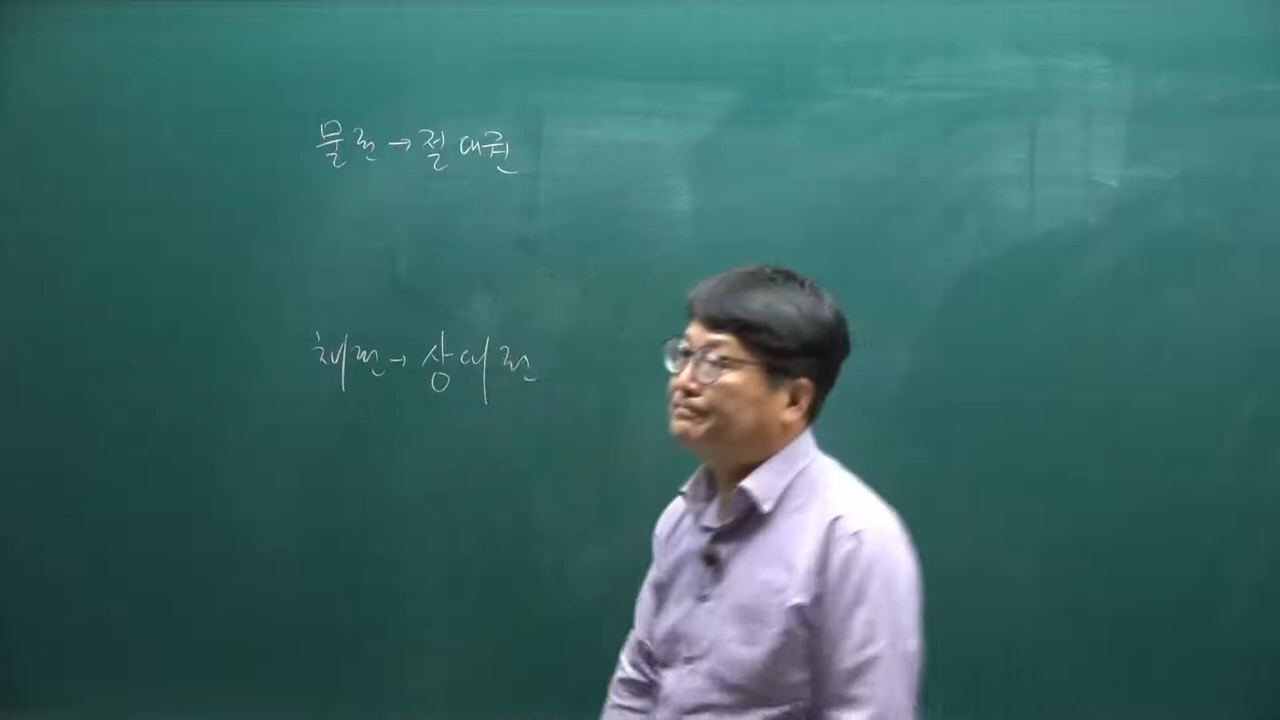 물권 → 절대권
채권 → 상대권